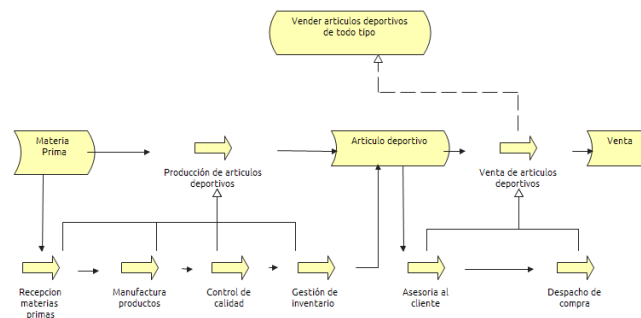 Vender articulos deportivos
de todo tipo
Materia
Prima
Producción de articulos
deportivos
Articulo deportivo
Venta de articulos
deportivos
Venta
Recepcion
materias
primas
Manufactura
productos
Control de
calidad
Gestión de
inventario
Asesoria al
cliente
Despacho de
compra